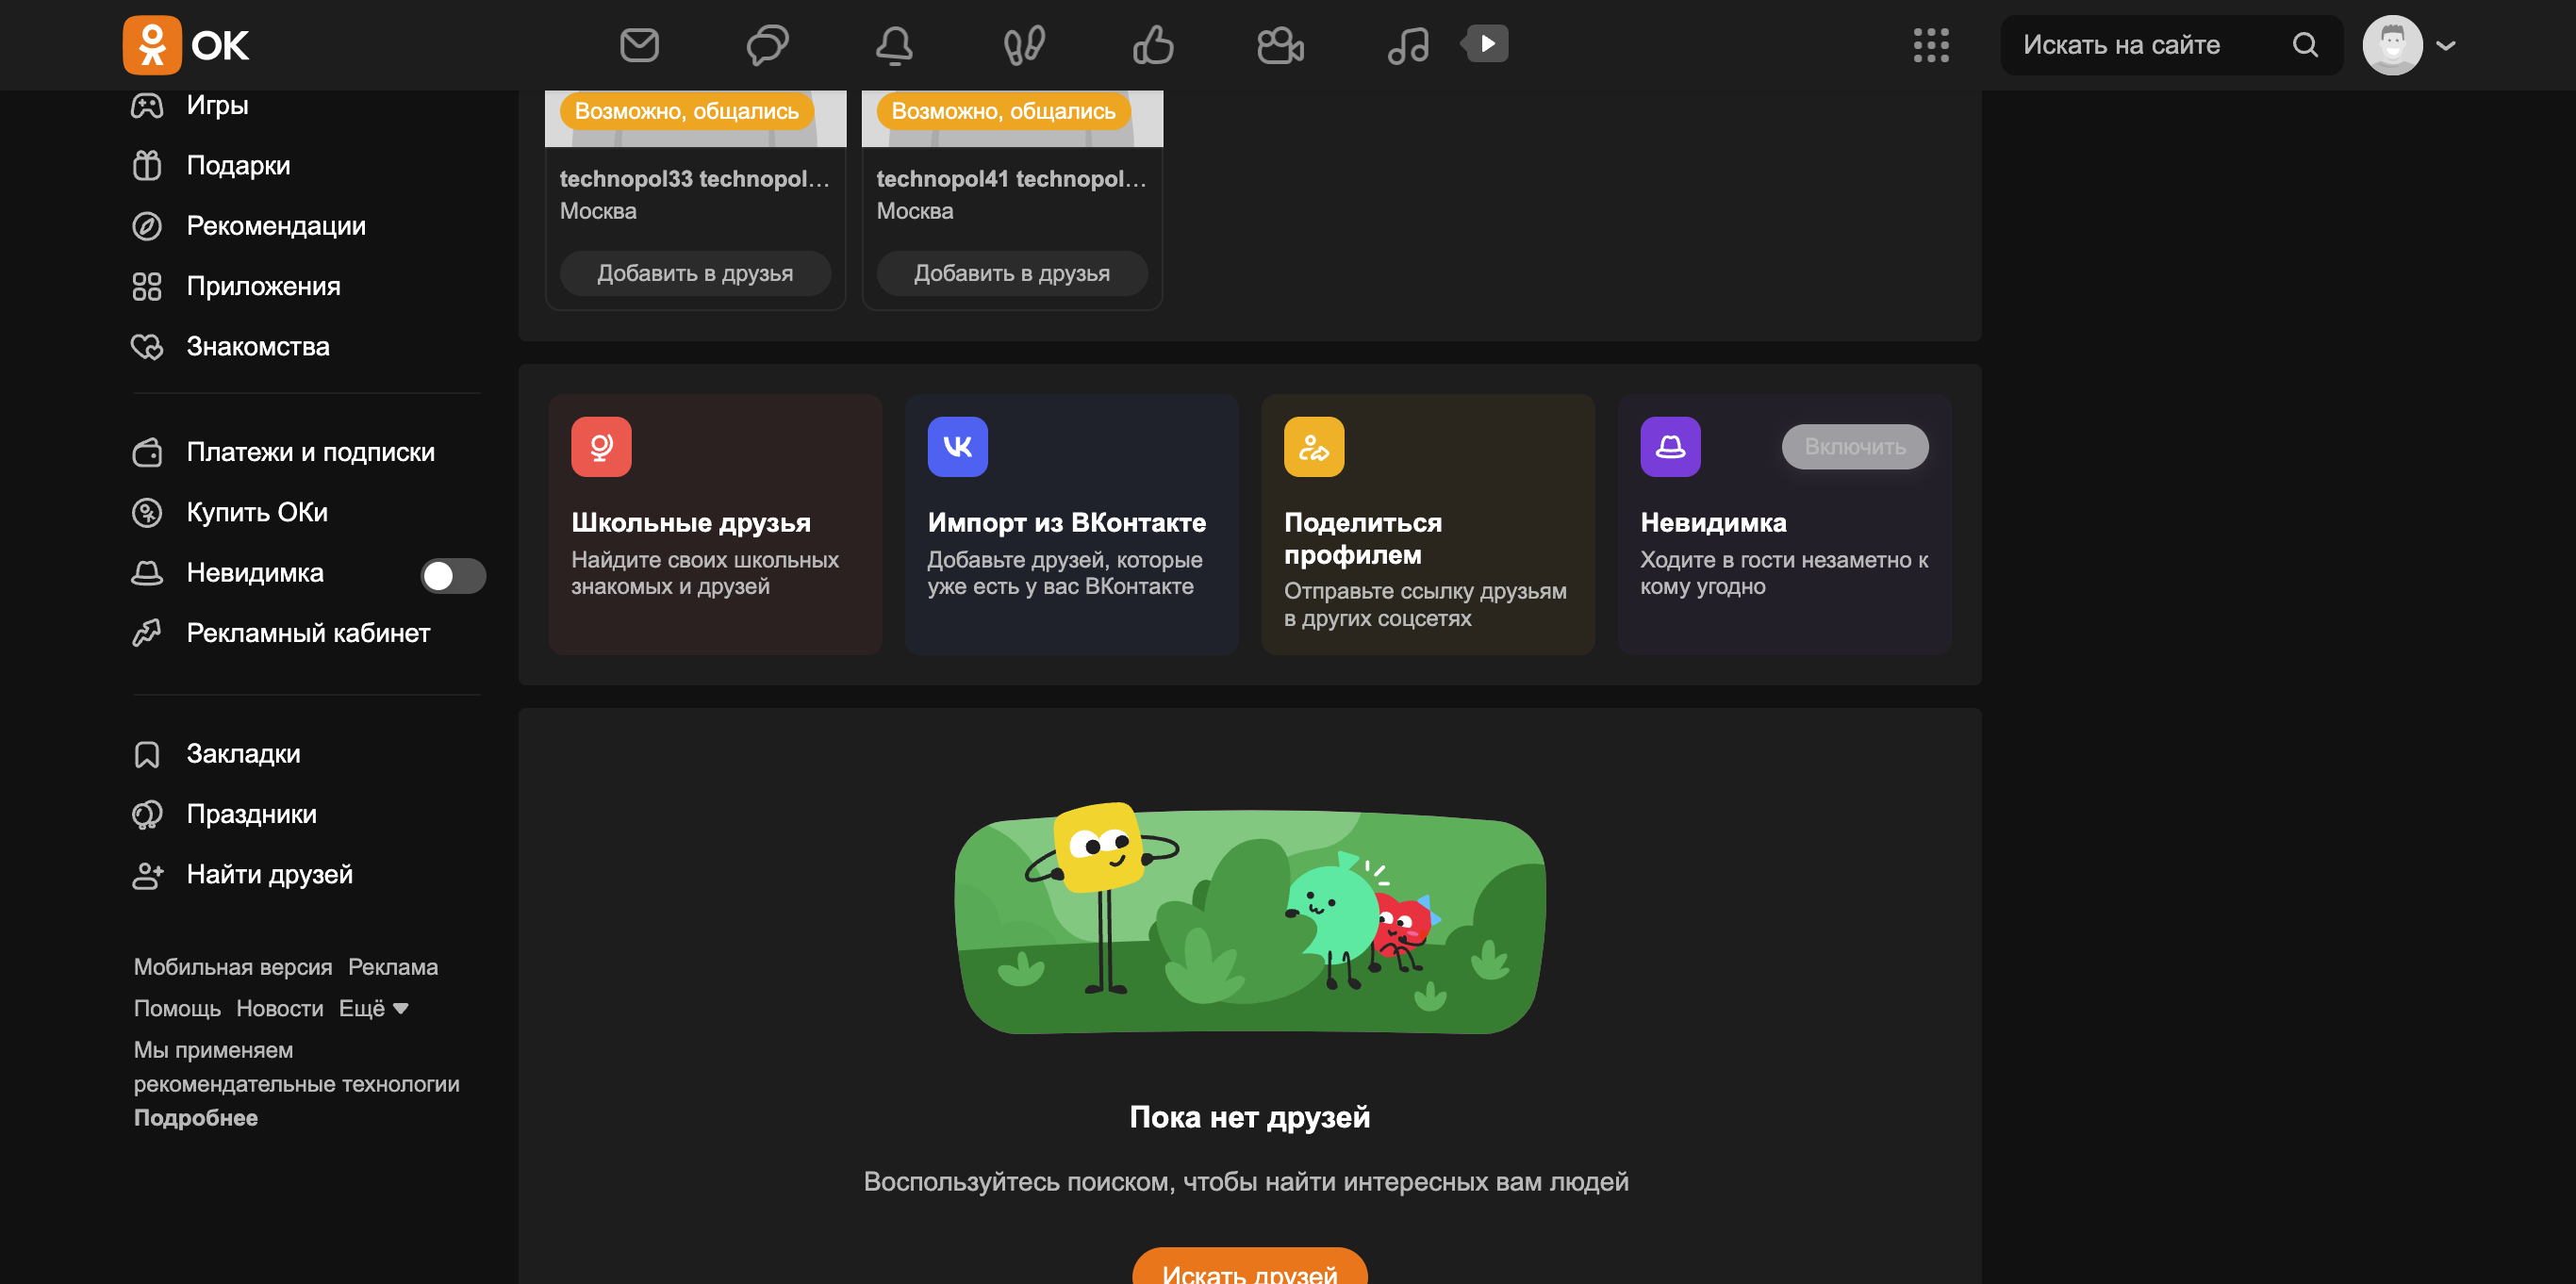 OK
Искать на сайте
Игры
Подарки
Рекомендации
Приложения
Знакомства
Платежи и подписки
Купить ОКи
Невидимка
Рекламный кабинет
Закладки
Праздники
Найти друзей
Мобильная версия Реклама
Помощь Новости Ещё
Мы применяем
рекомендательные технологии
Подробнее
Возможно, общались
technopol33 technopol...
Москва
Добавить в друзья
Возможно, общались
technopol41 technopol...
Москва
Добавить в друзья
Школьные друзья
Найдите своих школьных
знакомых и друзей
Импорт из ВКонтакте
Добавьте друзей, которые
уже есть у вас ВКонтакте
Поделиться
профилем
Отправьте ссылку друзьям
в других соцсетях
Включить
Невидимка
Ходите в гости незаметно к
кому угодно
Пока нет друзей
Воспользуйтесь поиском, чтобы найти интересных вам людей
Искать друзей